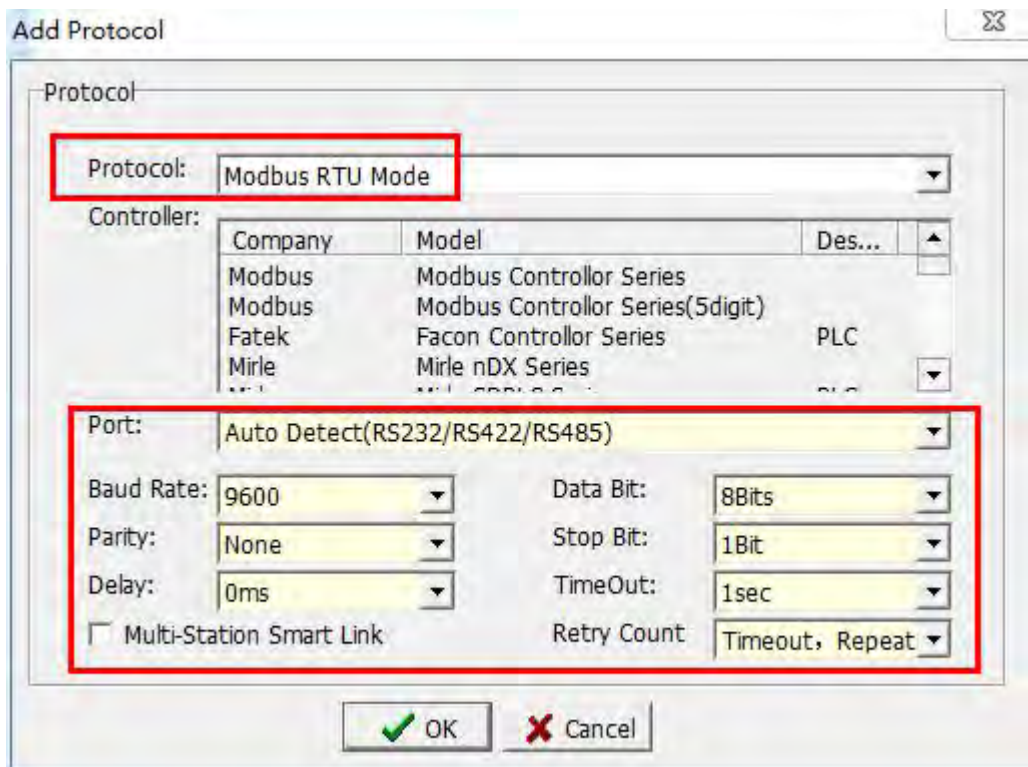 Add Protocol
Protocol
Protocol: Modbus RTU Mode
Controller:
Company Model Des...
Modbus Modbus Controllor Series
Modbus Modbus Controllor Series(5digit)
Fatek Facon Controllor Series PLC
Mirle Mirle nDX Series
Port: Auto Detect(RS232/RS422/RS485)
Baud Rate: 9600 Data Bit: 8Bits
Parity: None Stop Bit: 1Bit
Delay: 0ms TimeOut: 1sec
Multi-Station Smart Link Retry Count Timeout, Repeat
OK Cancel